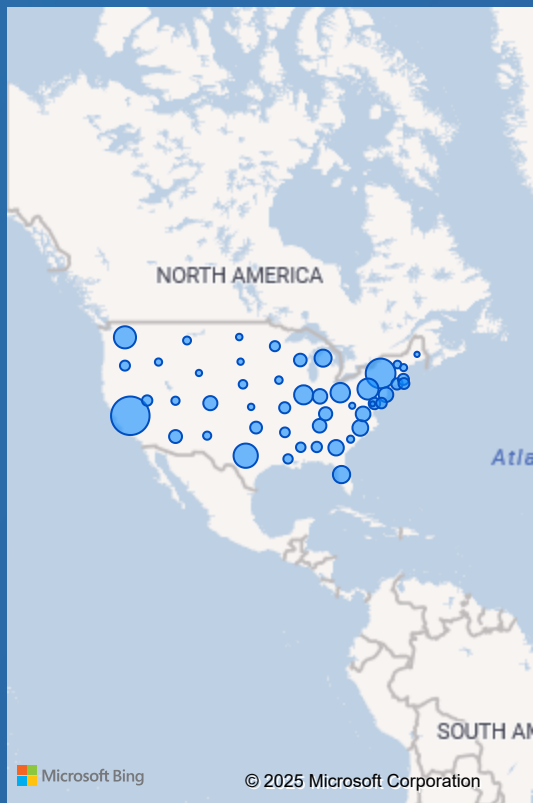 NORTH AMERICA
Atla
SOUTH AM
Microsoft Bing
© 2025 Microsoft Corporation